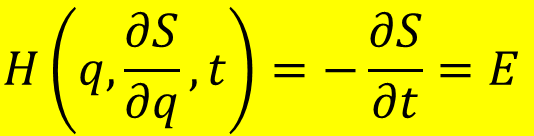 H(q, ∂S/∂q, t) = −∂S/∂t = E